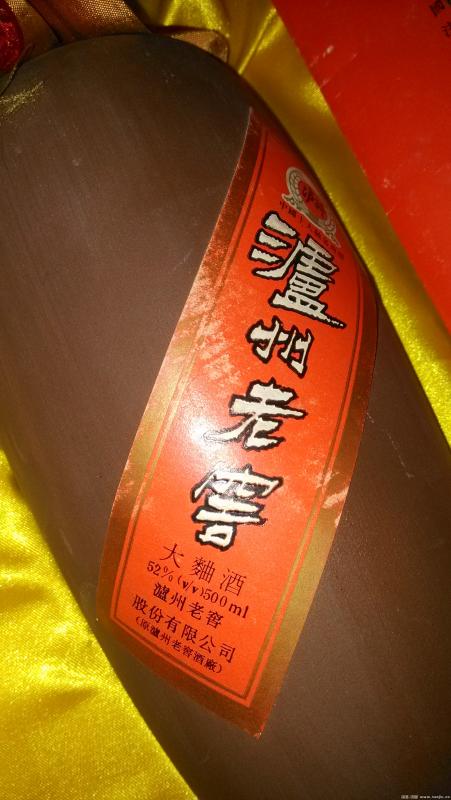 瀘州老窖
大麯酒
52%(v/v)500ml
瀘州老窖
股份有限公司
(原瀘州老窖酒廠)